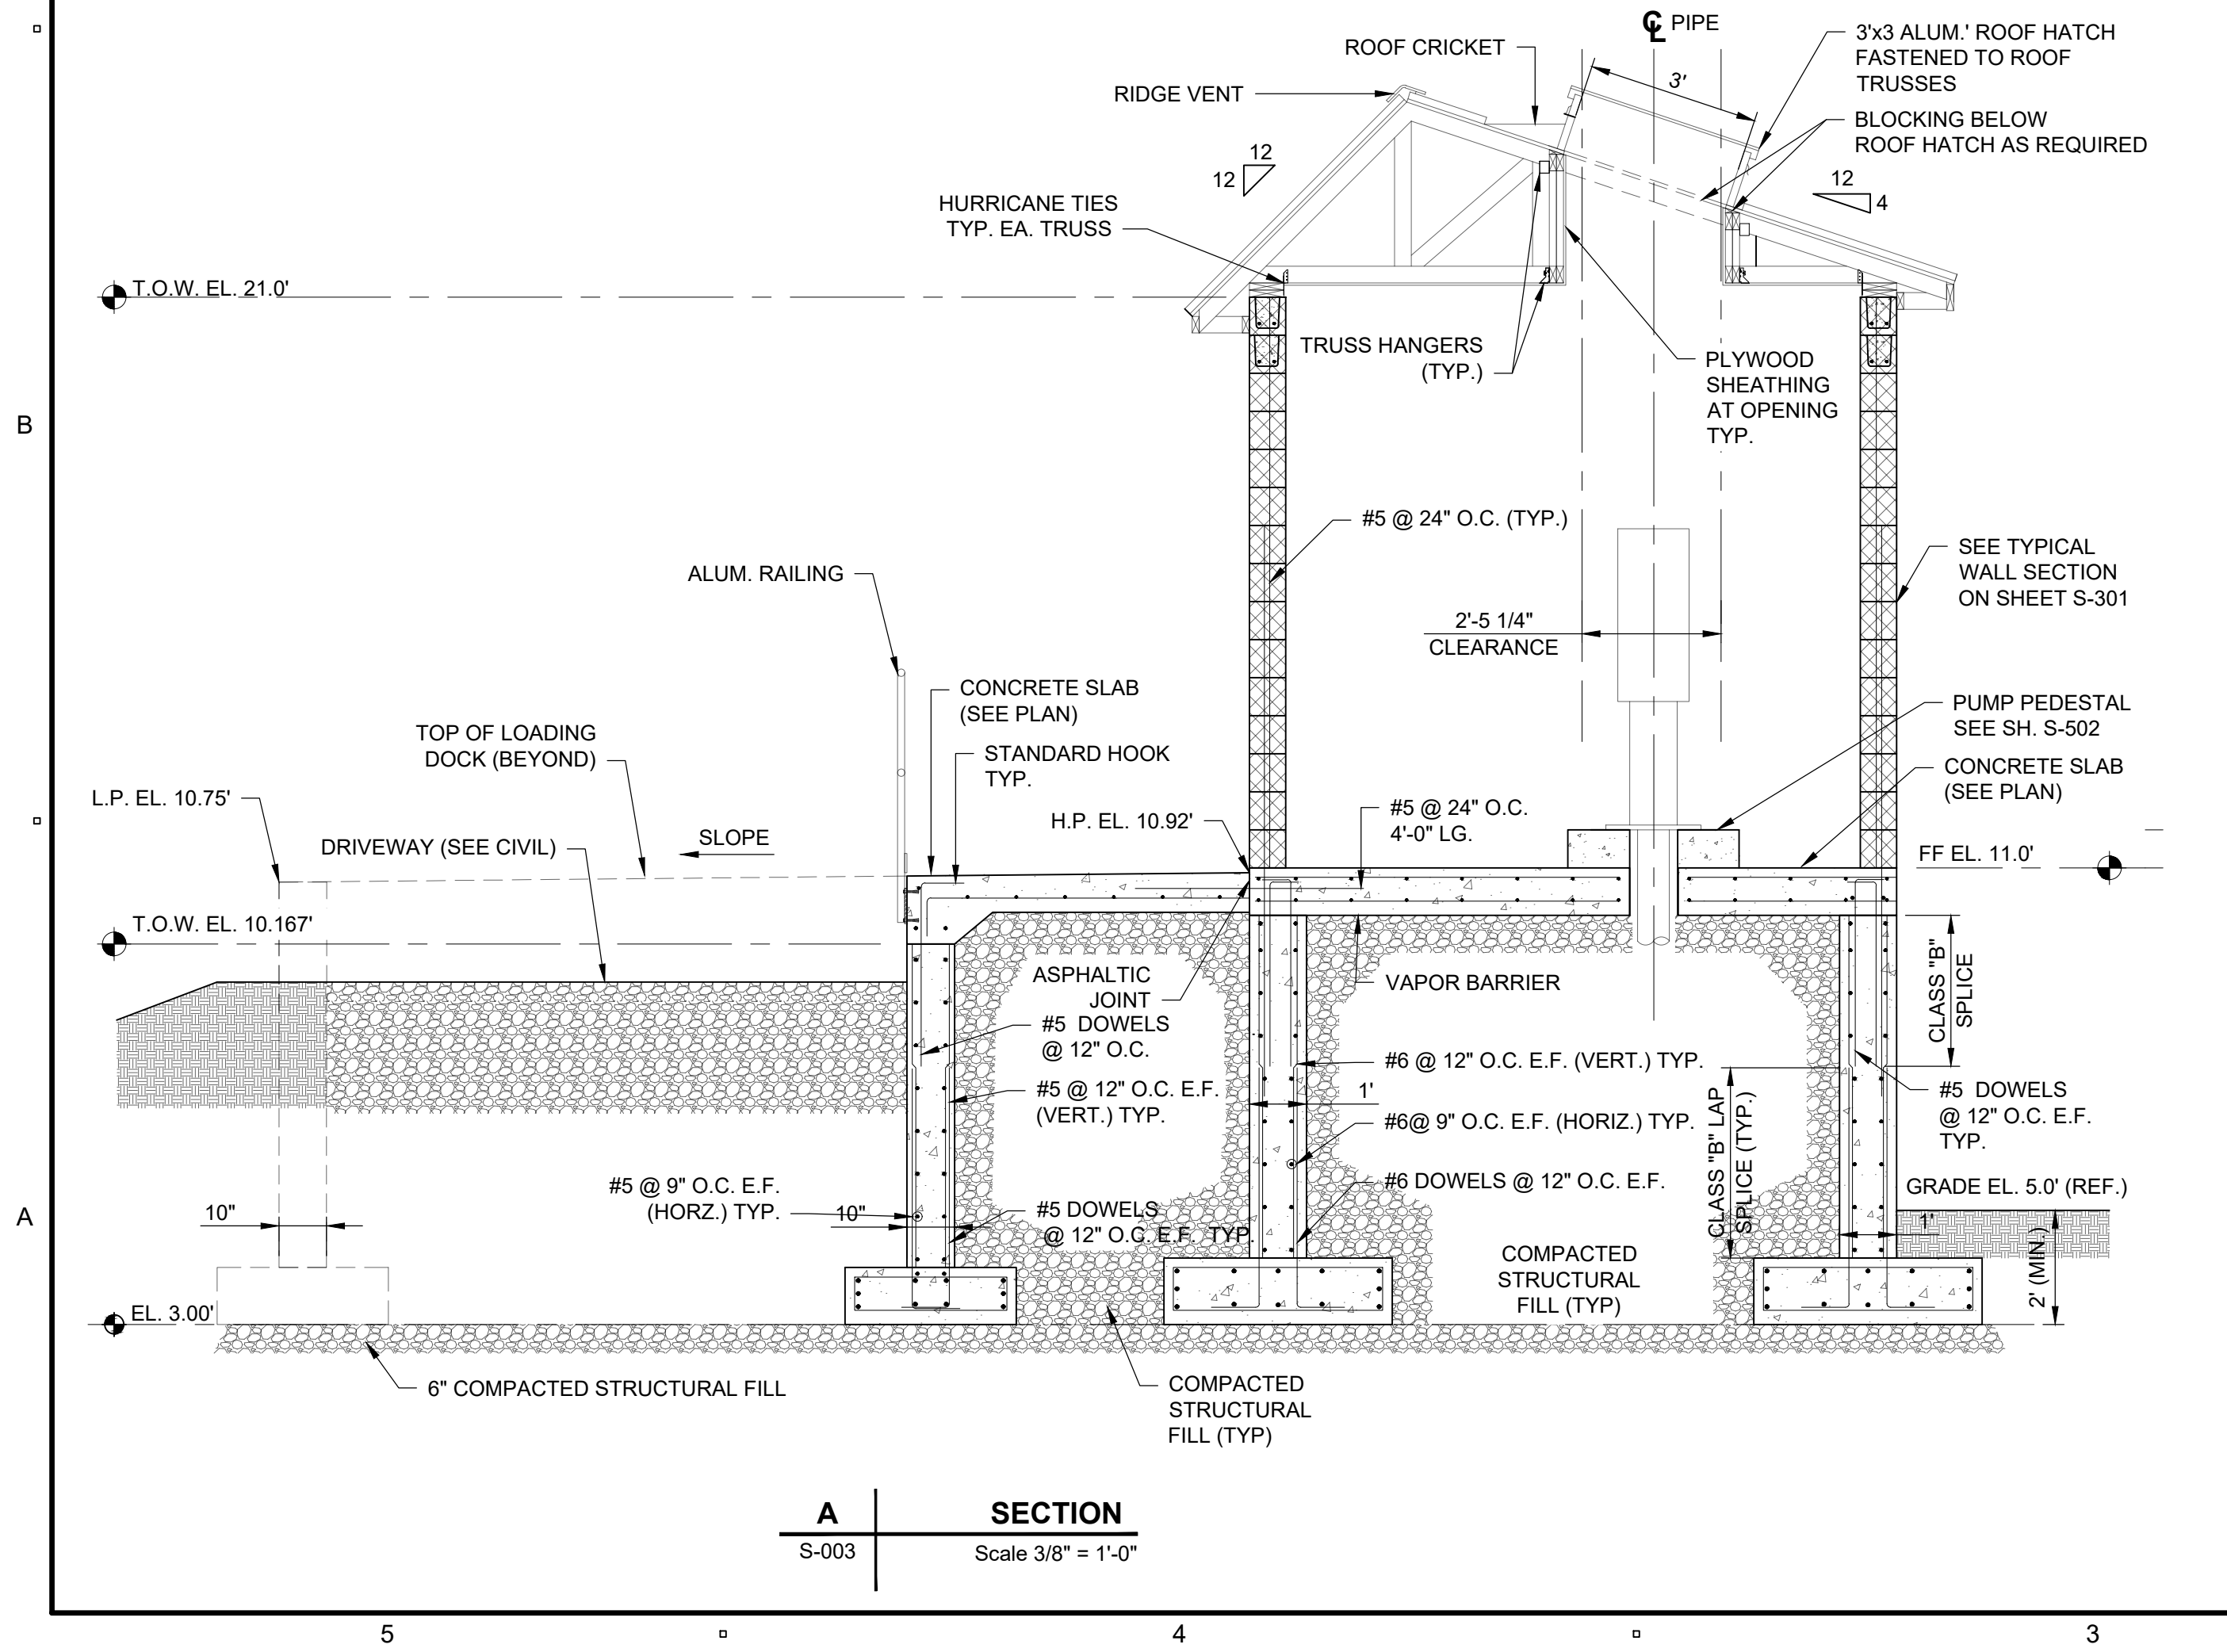 ℄ PIPE
ROOF CRICKET
3'x3 ALUM.' ROOF HATCH
FASTENED TO ROOF
TRUSSES
3'
RIDGE VENT
BLOCKING BELOW
ROOF HATCH AS REQUIRED
12
12
12
4
HURRICANE TIES
TYP. EA. TRUSS
T.O.W. EL. 21.0'
TRUSS HANGERS
(TYP.)
PLYWOOD
SHEATHING
AT OPENING
TYP.
B
#5 @ 24" O.C. (TYP.)
SEE TYPICAL
WALL SECTION
ON SHEET S-301
ALUM. RAILING
2'-5 1/4"
CLEARANCE
CONCRETE SLAB
(SEE PLAN)
PUMP PEDESTAL
SEE SH. S-502
TOP OF LOADING
DOCK (BEYOND)
STANDARD HOOK
TYP.
CONCRETE SLAB
(SEE PLAN)
L.P. EL. 10.75'
#5 @ 24" O.C.
4'-0" LG.
H.P. EL. 10.92'
SLOPE
DRIVEWAY (SEE CIVIL)
FF EL. 11.0'
T.O.W. EL. 10.167'
CLASS "B"
SPLICE
ASPHALTIC
JOINT
VAPOR BARRIER
#5 DOWELS
@ 12" O.C.
#6 @ 12" O.C. E.F. (VERT.) TYP.
#5 @ 12" O.C. E.F.
(VERT.) TYP.
1'
#5 DOWELS
@ 12" O.C. E.F.
TYP.
#6@ 9" O.C. E.F. (HORIZ.) TYP.
CLASS "B" LAP
SPLICE (TYP.)
#5 @ 9" O.C. E.F.
(HORZ.) TYP.
#6 DOWELS @ 12" O.C. E.F.
GRADE EL. 5.0' (REF.)
A
10"
10"
#5 DOWELS
@ 12" O.C. E.F. TYP.
1'
2' (MIN.)
COMPACTED
STRUCTURAL
FILL (TYP)
EL. 3.00'
6" COMPACTED STRUCTURAL FILL
COMPACTED
STRUCTURAL
FILL (TYP)
A
SECTION
S-003
Scale 3/8" = 1'-0"
5
4
3